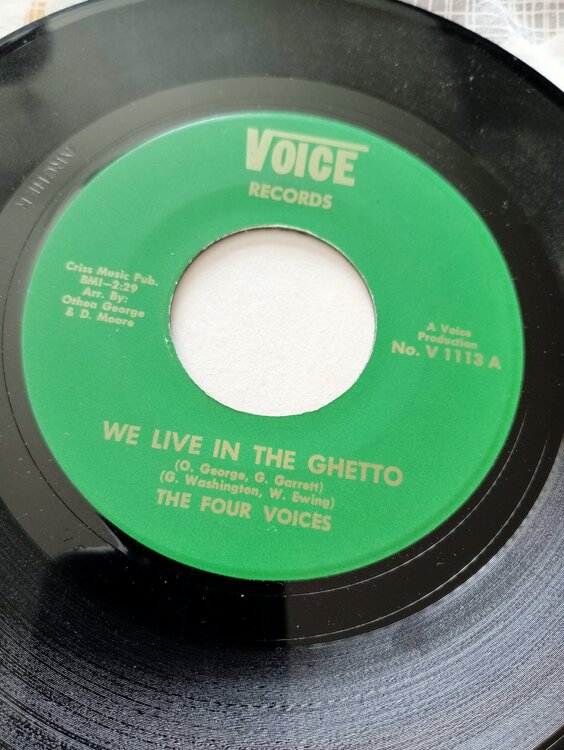 VOICE
RECORDS
Criss Music Pub.
BMI—2:29
Arr. By:
Othea George
& D. Moore
A Voice
Production
No. V 1113 A
WE LIVE IN THE GHETTO
(O. George, G. Garrett)
(G. Washington, W. Ewing)
THE FOUR VOICES
ARCHER